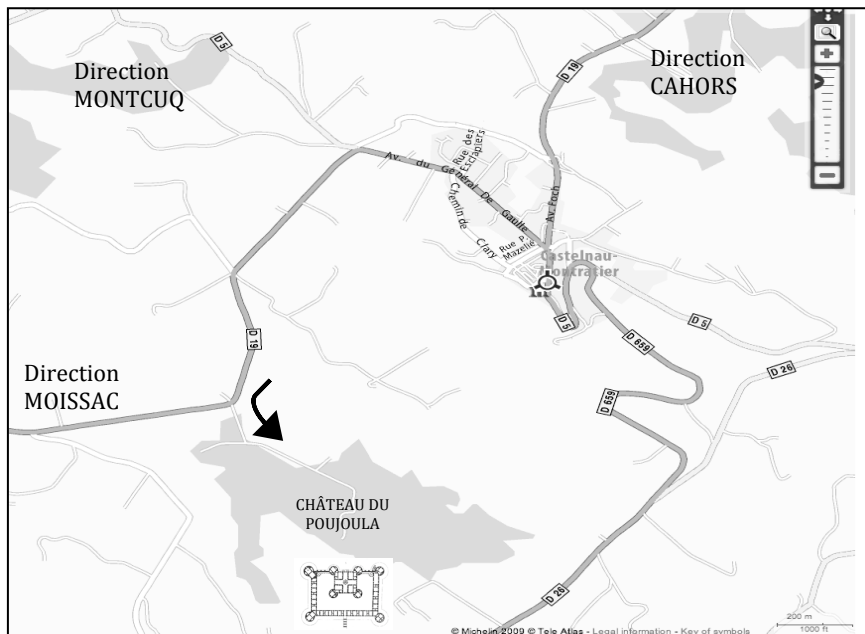 D 5
Direction
MONTCUQ
D 19
Direction
CAHORS
Rue des
Esclapiers
Av. du Général De Gaulle
Chemin de
Clary
Rue P.
Mazelié
Av. Foch
Castelnau-
Montratier
D 5
D 5
D 659
D 26
D 19
Direction
MOISSAC
D 659
CHÂTEAU DU
POUJOULA
D 26
200 m
1000 ft
© Michelin 2009 © Tele Atlas - Legal information - Key of symbols